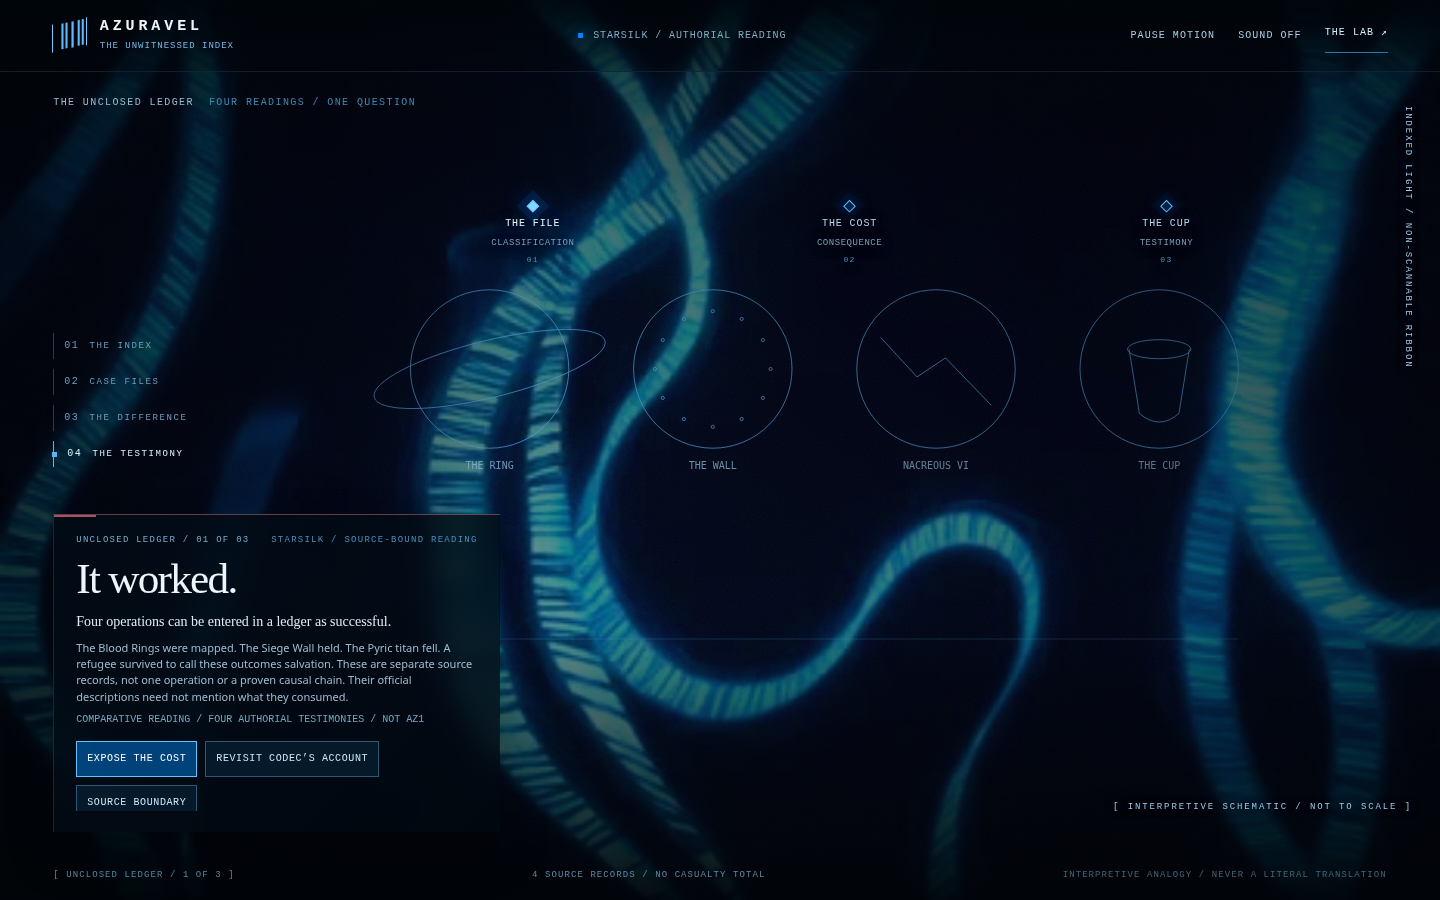 AZURAVEL
THE UNWITNESSED INDEX
STARSILK / AUTHORIAL READING
PAUSE MOTION
SOUND OFF
THE LAB ↗
THE UNCLOSED LEDGER FOUR READINGS / ONE QUESTION
INDEXED LIGHT / NON-SCANNABLE RIBBON
THE FILE
CLASSIFICATION
01
THE COST
CONSEQUENCE
02
THE CUP
TESTIMONY
03
01 THE INDEX
02 CASE FILES
03 THE DIFFERENCE
04 THE TESTIMONY
THE RING
THE WALL
NACREOUS VI
THE CUP
UNCLOSED LEDGER / 01 OF 03
STARSILK / SOURCE-BOUND READING
It worked.
Four operations can be entered in a ledger as successful.
The Blood Rings were mapped. The Siege Wall held. The Pyric titan fell. A
refugee survived to call these outcomes salvation. These are separate source
records, not one operation or a proven causal chain. Their official
descriptions need not mention what they consumed.
COMPARATIVE READING / FOUR AUTHORIAL TESTIMONIES / NOT AZ1
EXPOSE THE COST
REVISIT CODEC’S ACCOUNT
SOURCE BOUNDARY
[ INTERPRETIVE SCHEMATIC / NOT TO SCALE ]
[ UNCLOSED LEDGER / 1 OF 3 ]
4 SOURCE RECORDS / NO CASUALTY TOTAL
INTERPRETIVE ANALOGY / NEVER A LITERAL TRANSLATION